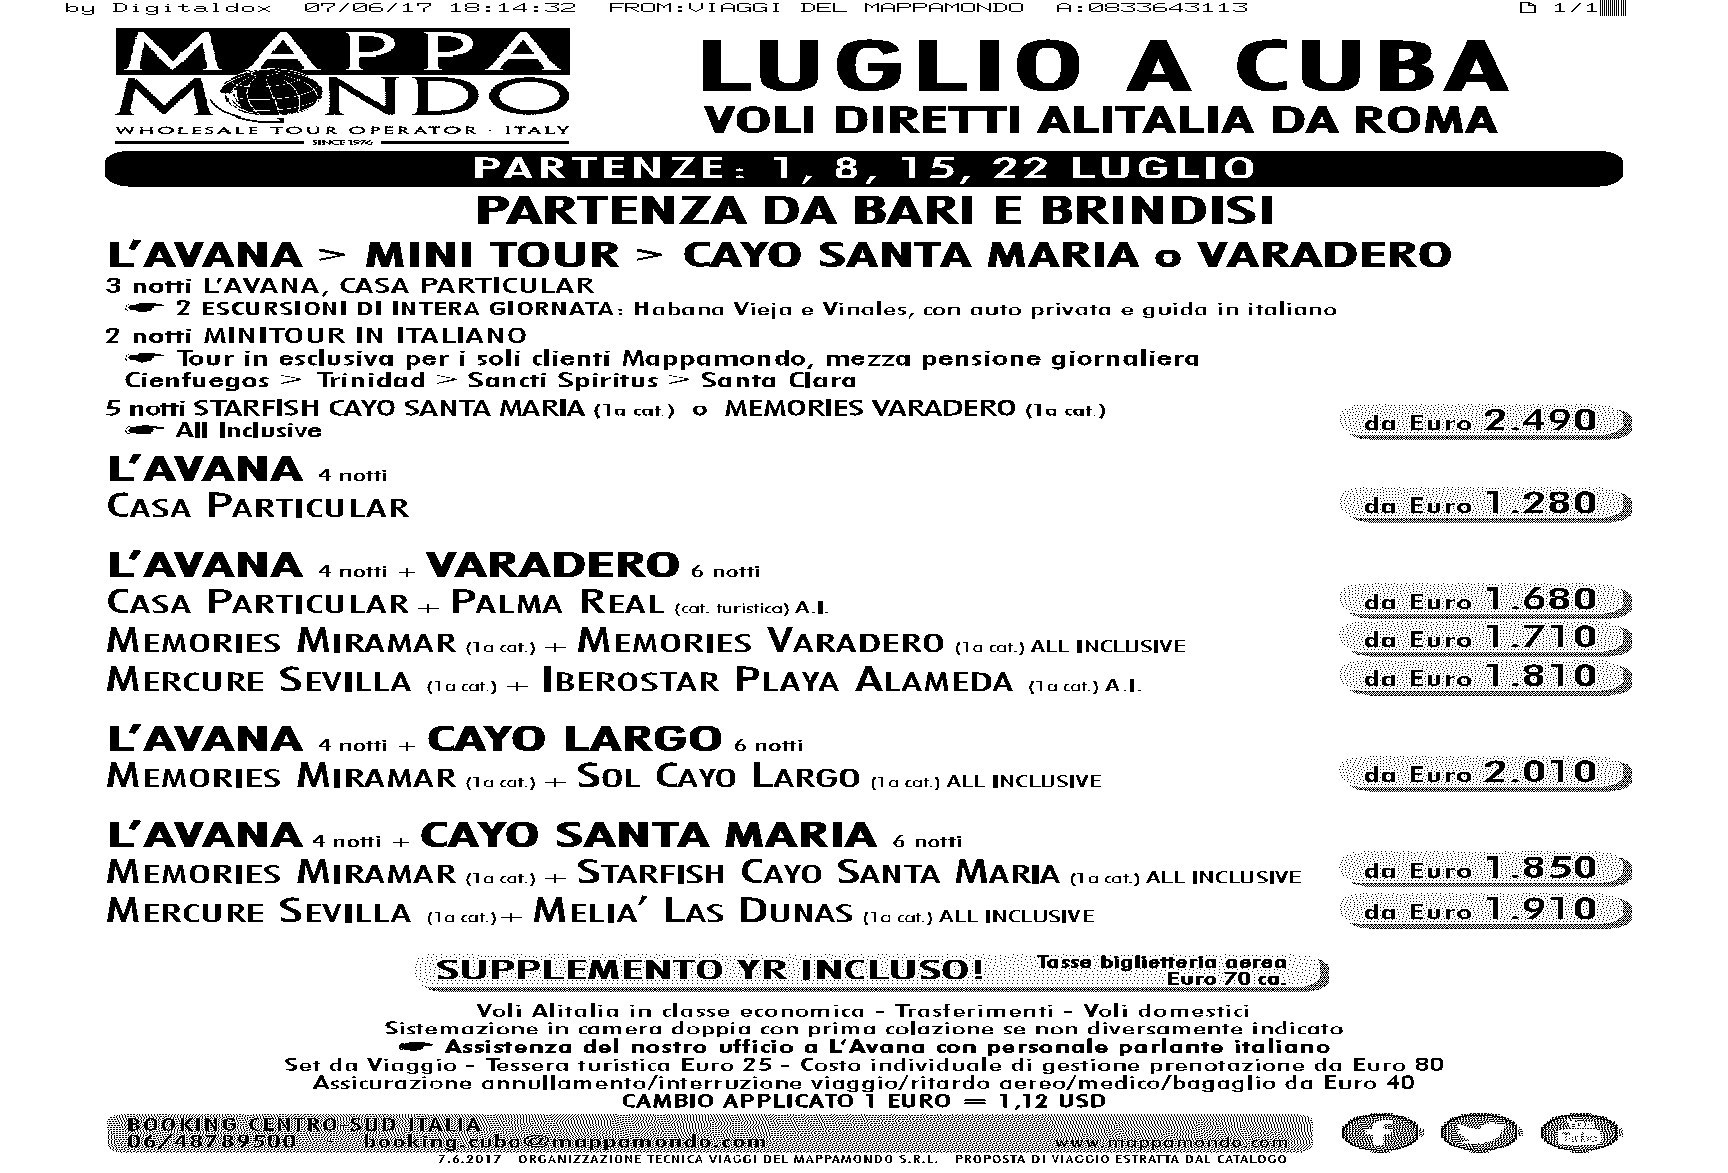 by Digitaldox 07/06/17 18:14:32 FROM:VIAGGI DEL MAPPAMONDO A:0833643113 1/1
MAPPA
MONDO
WHOLESALE TOUR OPERATOR · ITALY
SINCE 1976
LUGLIO A CUBA
VOLI DIRETTI ALITALIA DA ROMA
PARTENZE: 1, 8, 15, 22 LUGLIO
PARTENZA DA BARI E BRINDISI
L'AVANA > MINI TOUR > CAYO SANTA MARIA o VARADERO
3 notti L'AVANA, CASA PARTICULAR
2 ESCURSIONI DI INTERA GIORNATA: Habana Vieja e Vinales, con auto privata e guida in italiano
2 notti MINITOUR IN ITALIANO
Tour in esclusiva per i soli clienti Mappamondo, mezza pensione giornaliera
Cienfuegos > Trinidad > Sancti Spiritus > Santa Clara
5 notti STARFISH CAYO SANTA MARIA (1a cat.) o MEMORIES VARADERO (1a cat.)
All Inclusive da Euro 2.490
L'AVANA 4 notti
CASA PARTICULAR da Euro 1.280
L'AVANA 4 notti + VARADERO 6 notti
CASA PARTICULAR + PALMA REAL (cat. turistica) A.I. da Euro 1.680
MEMORIES MIRAMAR (1a cat.) + MEMORIES VARADERO (1a cat.) ALL INCLUSIVE da Euro 1.710
MERCURE SEVILLA (1a cat.) + IBEROSTAR PLAYA ALAMEDA (1a cat.) A.I. da Euro 1.810
L'AVANA 4 notti + CAYO LARGO 6 notti
MEMORIES MIRAMAR (1a cat.) + SOL CAYO LARGO (1a cat.) ALL INCLUSIVE da Euro 2.010
L'AVANA 4 notti + CAYO SANTA MARIA 6 notti
MEMORIES MIRAMAR (1a cat.) + STARFISH CAYO SANTA MARIA (1a cat.) ALL INCLUSIVE da Euro 1.850
MERCURE SEVILLA (1a cat.)+ MELIA' LAS DUNAS (1a cat.) ALL INCLUSIVE da Euro 1.910
SUPPLEMENTO YR INCLUSO! Tasse biglietteria aerea
Euro 70 ca.
Voli Alitalia in classe economica - Trasferimenti - Voli domestici
Sistemazione in camera doppia con prima colazione se non diversamente indicato
Assistenza del nostro ufficio a L'Avana con personale parlante italiano
Set da Viaggio - Tessera turistica Euro 25 - Costo individuale di gestione prenotazione da Euro 80
Assicurazione annullamento/interruzione viaggio/ritardo aereo/medico/bagaglio da Euro 40
CAMBIO APPLICATO 1 EURO = 1,12 USD
BOOKING CENTRO SUD ITALIA
06/48789500 booking.cuba@mappamondo.com www.mappamondo.com
7.6.2017 ORGANIZZAZIONE TECNICA VIAGGI DEL MAPPAMONDO S.R.L. PROPOSTA DI VIAGGIO ESTRATTA DAL CATALOGO